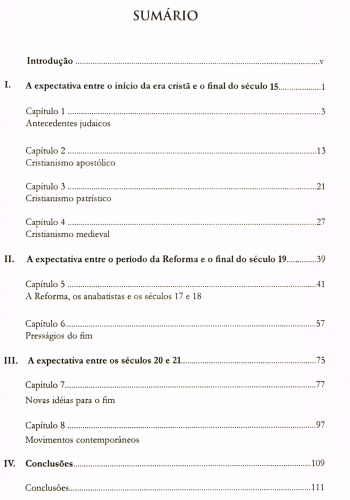 SUMÁRIO
Introdução ........ v
I. A expectativa entre o início da era cristã e o final do século 15 ........ 1
Capítulo 1 ........ 3
Antecedentes judaicos
Capítulo 2 ........ 13
Cristianismo apostólico
Capítulo 3 ........ 21
Cristianismo patrístico
Capítulo 4 ........ 27
Cristianismo medieval
II. A expectativa entre o período da Reforma e o final do século 19 ........ 39
Capítulo 5 ........ 41
A Reforma, os anabatistas e os séculos 17 e 18
Capítulo 6 ........ 57
Presságios do fim
III. A expectativa entre os séculos 20 e 21 ........ 75
Capítulo 7 ........ 77
Novas idéias para o fim
Capítulo 8 ........ 97
Movimentos contemporâneos
IV. Conclusões ........ 109
Conclusões ........ 111